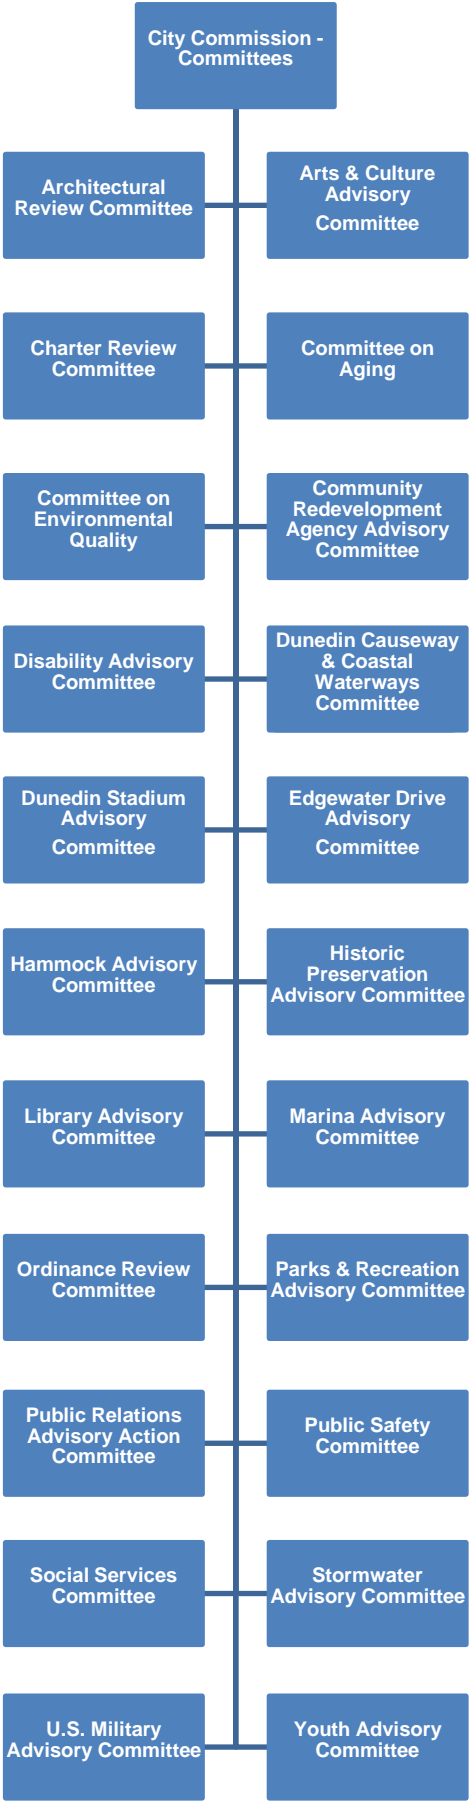 City Commission -
Committees
Architectural
Review Committee
Arts & Culture
Advisory
Committee
Charter Review
Committee
Committee on
Aging
Committee on
Environmental
Quality
Community
Redevelopment
Agency Advisory
Committee
Disability Advisory
Committee
Dunedin Causeway
& Coastal
Waterways
Committee
Dunedin Stadium
Advisory
Committee
Edgewater Drive
Advisory
Committee
Hammock Advisory
Committee
Historic
Preservation
Advisory Committee
Library Advisory
Committee
Marina Advisory
Committee
Ordinance Review
Committee
Parks & Recreation
Advisory Committee
Public Relations
Advisory Action
Committee
Public Safety
Committee
Social Services
Committee
Stormwater
Advisory Committee
U.S. Military
Advisory Committee
Youth Advisory
Committee